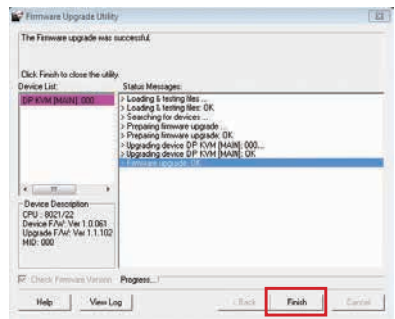 Firmware Upgrade Utility
The Firmware upgrade was successful.
Click Finish to close the utility
Device List:
Status Messages:
DP KVM [MAIN]: 000
> Loading & testing files ...
> Loading & testing files: OK
> Searching for devices ...
> Preparing firmware upgrade ...
> Preparing firmware upgrade: OK
> Upgrading device DP KVM [MAIN]: 000...
> Upgrading device DP KVM [MAIN]: OK
> Firmware upgrade: OK
Device Description
CPU : 8021/22
Device F/W: Ver 1.0.061
Upgrade F/W: Ver 1.1.102
MID: 000
Check Firmware Version
Progress...!
Help
View Log
< Back
Finish
Cancel